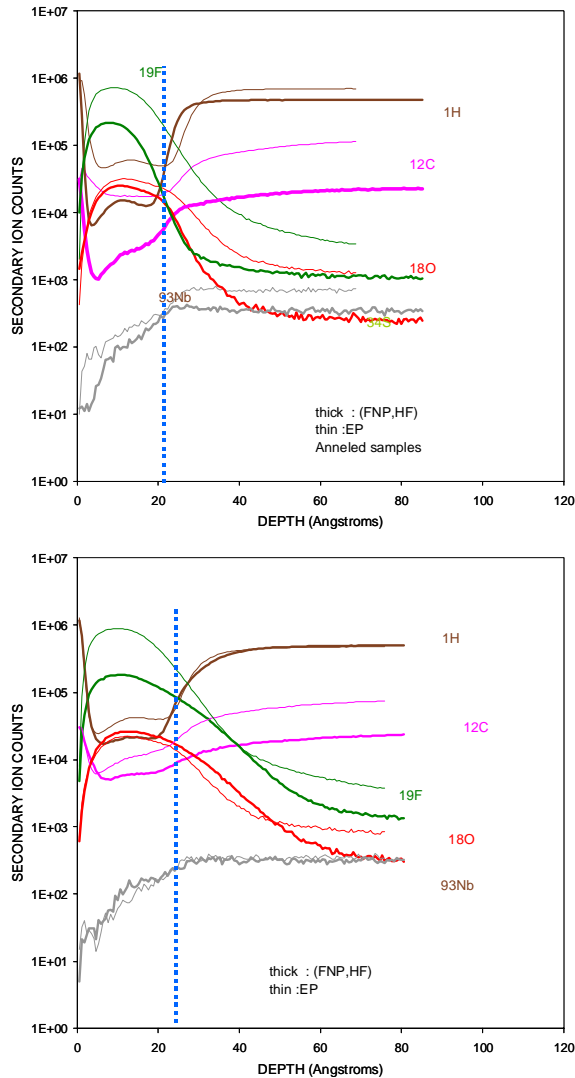 1E+07
19F
1E+06
1H
1E+05
12C
SECONDARY ION COUNTS
1E+04
18O
1E+03
93Nb
34S
1E+02
thick : (FNP,HF)
1E+01
thin :EP
Anneled samples
1E+00
0 20 40 60 80 100 120
DEPTH (Angstroms)
1E+07
1E+06
1H
1E+05
12C
SECONDARY ION COUNTS
1E+04
19F
1E+03
18O
93Nb
1E+02
1E+01
thick : (FNP,HF)
thin :EP
1E+00
0 20 40 60 80 100 120
DEPTH (Angstroms)